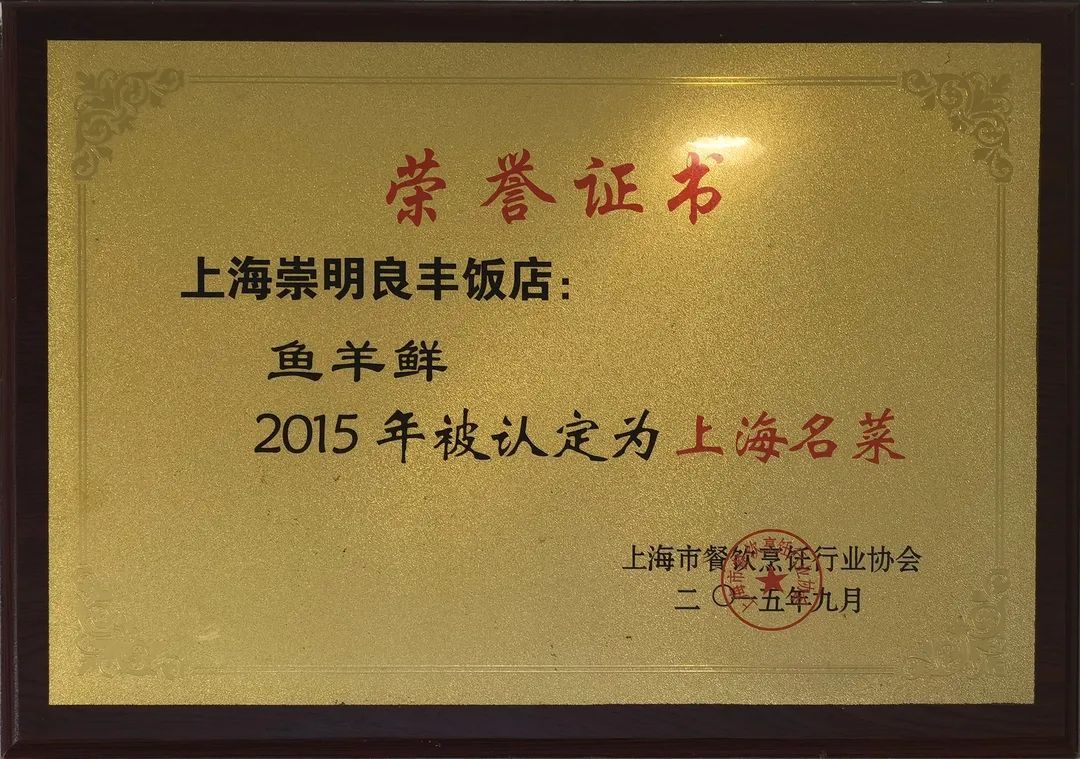 荣誉证书
上海崇明良丰饭店：
鱼羊鲜
2015年被认定为上海名菜
上海市餐饮烹饪行业协会
二〇一五年九月